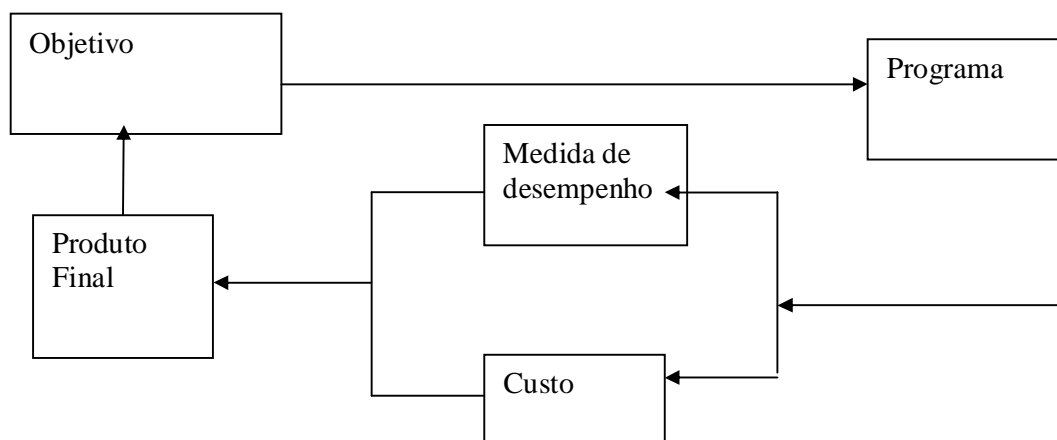 Objetivo
Programa
Medida de
desempenho
Produto
Final
Custo